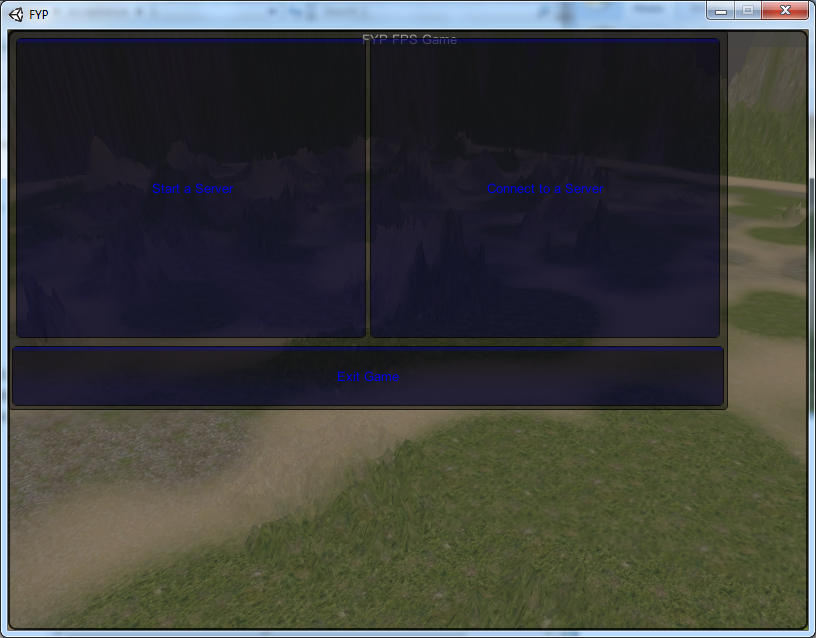 FYP
FYP FPS Game
Start a Server
Connect to a Server
Exit Game